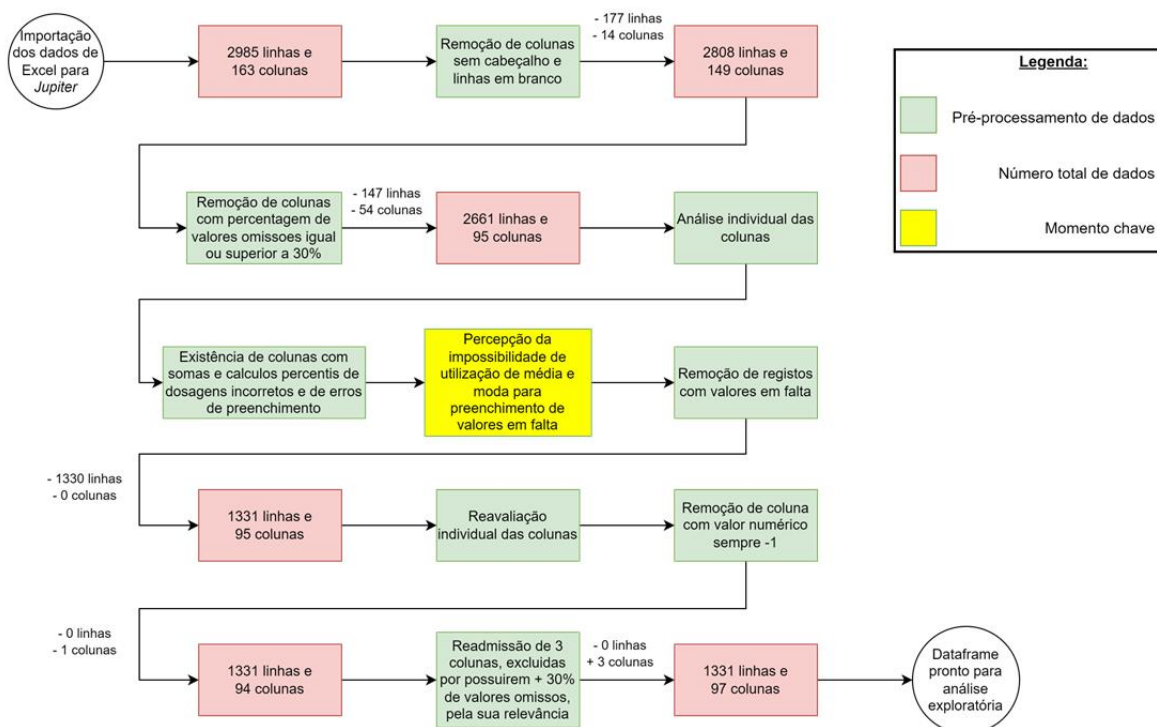 Importação
dos dados de
Excel para
Jupiter
2985 linhas e
163 colunas
Remoção de colunas
sem cabeçalho e
linhas em branco
- 177 linhas
- 14 colunas
2808 linhas e
149 colunas
Legenda:
Pré-processamento de dados
Número total de dados
Momento chave
Remoção de colunas
com percentagem de
valores omissoes igual
ou superior a 30%
- 147 linhas
- 54 colunas
2661 linhas e
95 colunas
Análise individual das
colunas
Existência de colunas com
somas e calculos percentis de
dosagens incorretos e de erros
de preenchimento
Percepção da
impossibilidade de
utilização de média e
moda para
preenchimento de
valores em falta
Remoção de registos
com valores em falta
- 1330 linhas
- 0 colunas
1331 linhas e
95 colunas
Reavaliação
individual das colunas
Remoção de coluna
com valor numérico
sempre -1
- 0 linhas
- 1 colunas
1331 linhas e
94 colunas
Readmissão de 3
colunas, excluidas
por possuirem + 30%
de valores omissos,
pela sua relevância
- 0 linhas
+ 3 colunas
1331 linhas e
97 colunas
Dataframe
pronto para
análise
exploratória